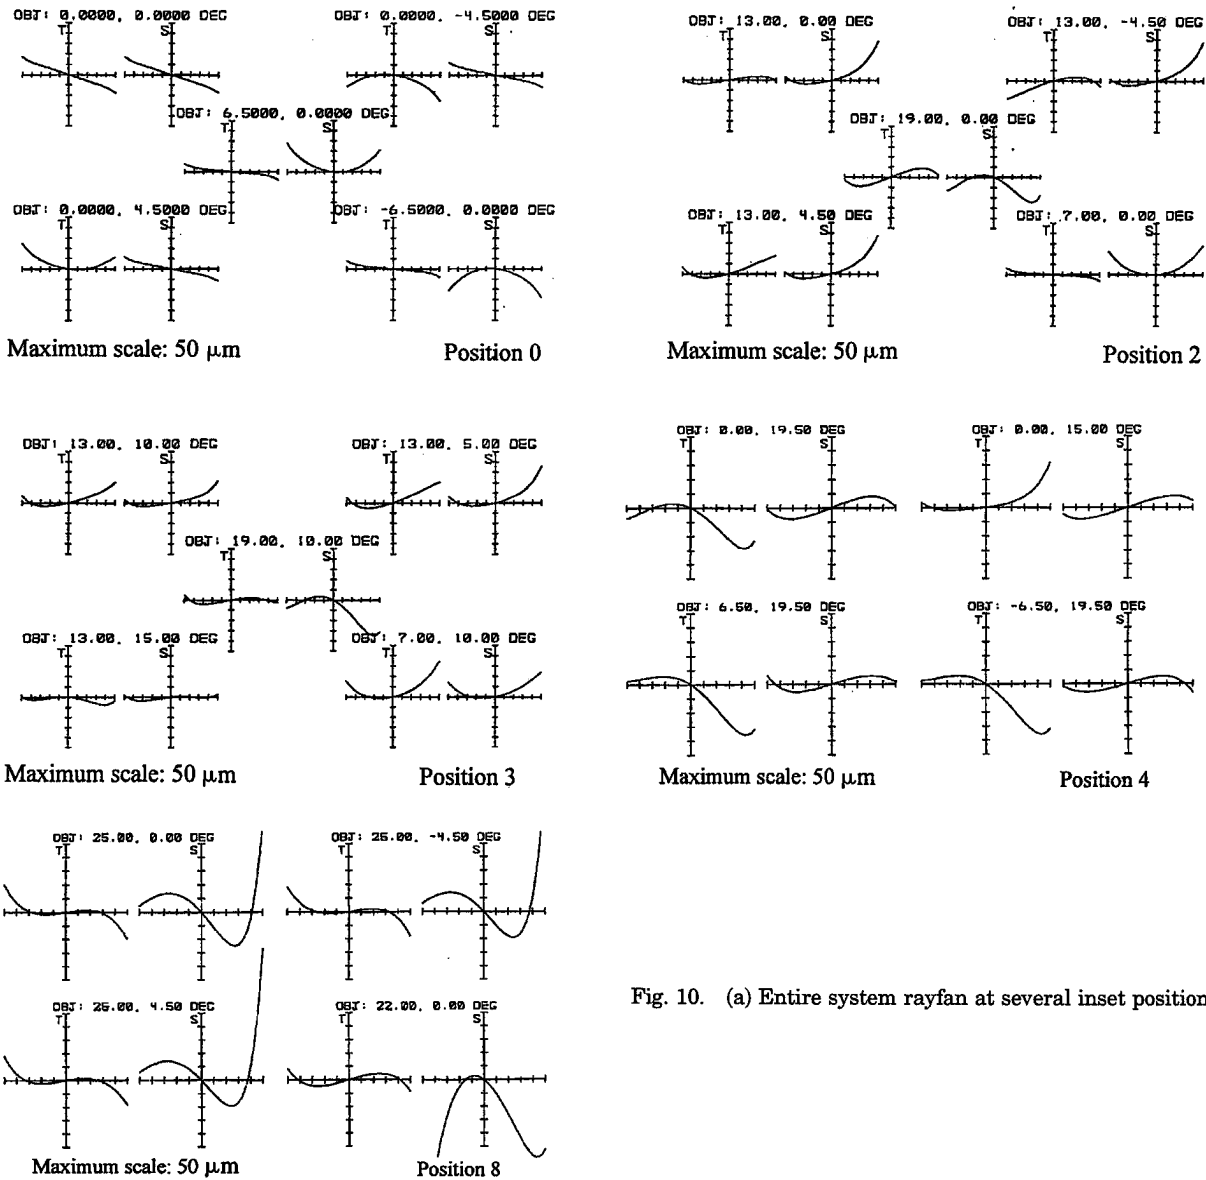 OBJ: 0.0000, 0.0000 DEG
T S
OBJ: 0.0000, -4.5000 DEG
T S
OBJ: 6.5000, 0.0000 DEG
T S
OBJ: 0.0000, 4.5000 DEG
T S
OBJ: -6.5000, 0.0000 DEG
T S
Maximum scale: 50 μm
Position 0
OBJ: 13.00, 0.00 DEG
T S
OBJ: 13.00, -4.50 DEG
T S
OBJ: 19.00, 0.00 DEG
T S
OBJ: 13.00, 4.50 DEG
T S
OBJ: 7.00, 0.00 DEG
T S
Maximum scale: 50 μm
Position 2
OBJ: 13.00, 10.00 DEG
T S
OBJ: 13.00, 5.00 DEG
T S
OBJ: 19.00, 10.00 DEG
T S
OBJ: 13.00, 15.00 DEG
T S
OBJ: 7.00, 10.00 DEG
T S
Maximum scale: 50 μm
Position 3
OBJ: 0.00, 19.50 DEG
T S
OBJ: 0.00, 15.00 DEG
T S
OBJ: 6.50, 19.50 DEG
T S
OBJ: -6.50, 19.50 DEG
T S
Maximum scale: 50 μm
Position 4
OBJ: 25.00, 0.00 DEG
T S
OBJ: 25.00, -4.50 DEG
T S
OBJ: 25.00, 4.50 DEG
T S
OBJ: 22.00, 0.00 DEG
T S
Maximum scale: 50 μm
Position 8
Fig. 10. (a) Entire system rayfan at several inset position